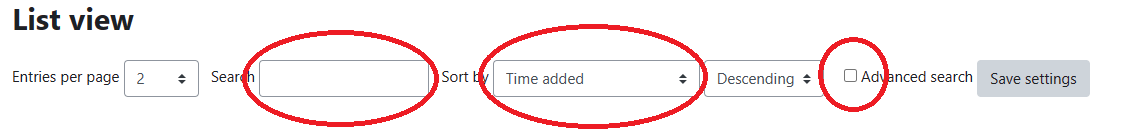 List view
Entries per page 2 Search Sort by Time added Descending Advanced search Save settings